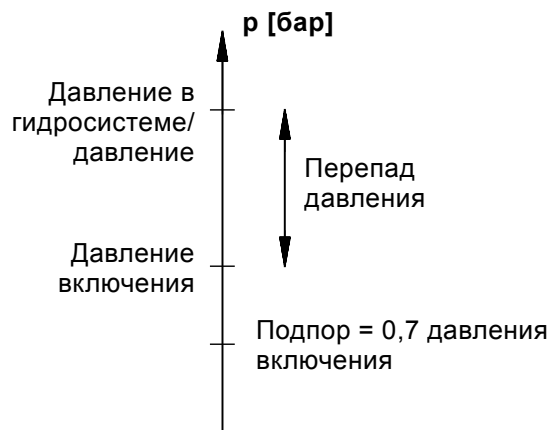 p [бар]
Давление в
гидросистеме/
давление
Перепад
давления
Давление
включения
Подпор = 0,7 давления
включения